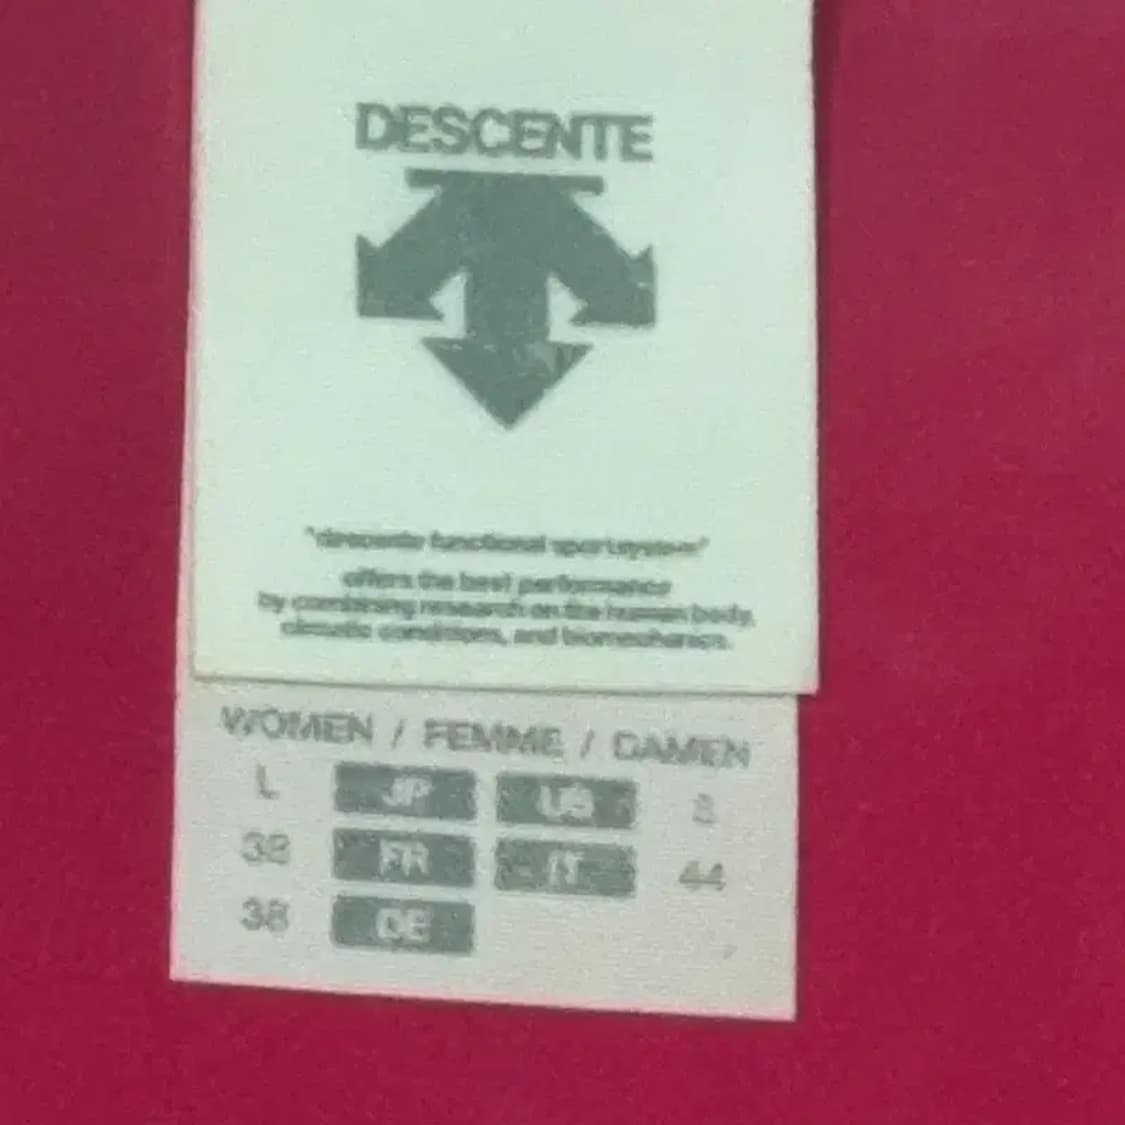 DESCENTE
"descente functional sportsystem"
offers the best performance
by combining research on the human body,
climatic conditions, and biomechanics.
WOMEN / FEMME / DAMEN
L JP US 8
38 FR IT 44
38 DE